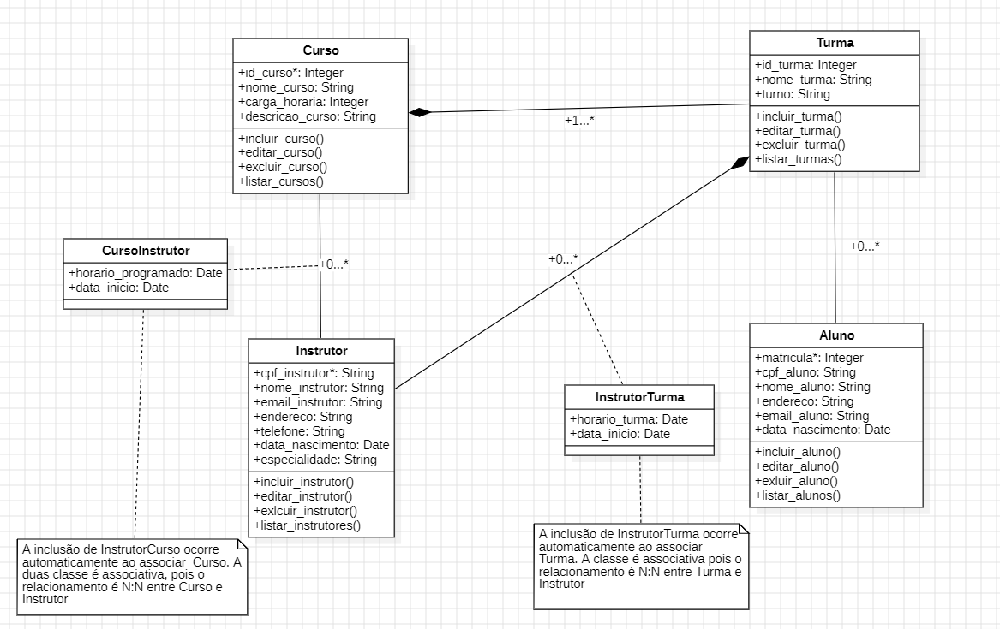 Curso
+id_curso*: Integer
+nome_curso: String
+carga_horaria: Integer
+descricao_curso: String
+incluir_curso()
+editar_curso()
+excluir_curso()
+listar_cursos()
+1...*
Turma
+id_turma: Integer
+nome_turma: String
+turno: String
+incluir_turma()
+editar_turma()
+excluir_turma()
+listar_turmas()
CursoInstrutor
+horario_programado: Date
+data_inicio: Date
+0...*
+0...*
+0...*
Instrutor
+cpf_instrutor*: String
+nome_instrutor: String
+email_instrutor: String
+endereco: String
+telefone: String
+data_nascimento: Date
+especialidade: String
+incluir_instrutor()
+editar_instrutor()
+exlcuir_instrutor()
+listar_instrutores()
InstrutorTurma
+horario_turma: Date
+data_inicio: Date
Aluno
+matricula*: Integer
+cpf_aluno: String
+nome_aluno: String
+endereco: String
+email_aluno: String
+data_nascimento: Date
+incluir_aluno()
+editar_aluno()
+exluir_aluno()
+listar_alunos()
A inclusão de InstrutorCurso ocorre
automaticamente ao associar  Curso. A
duas classe é associativa, pois o
relacionamento é N:N entre Curso e
Instrutor
A inclusão de InstrutorTurma ocorre
automaticamente ao associar
Turma. A classe é associativa pois o
relacionamento é N:N entre Turma e
Instrutor